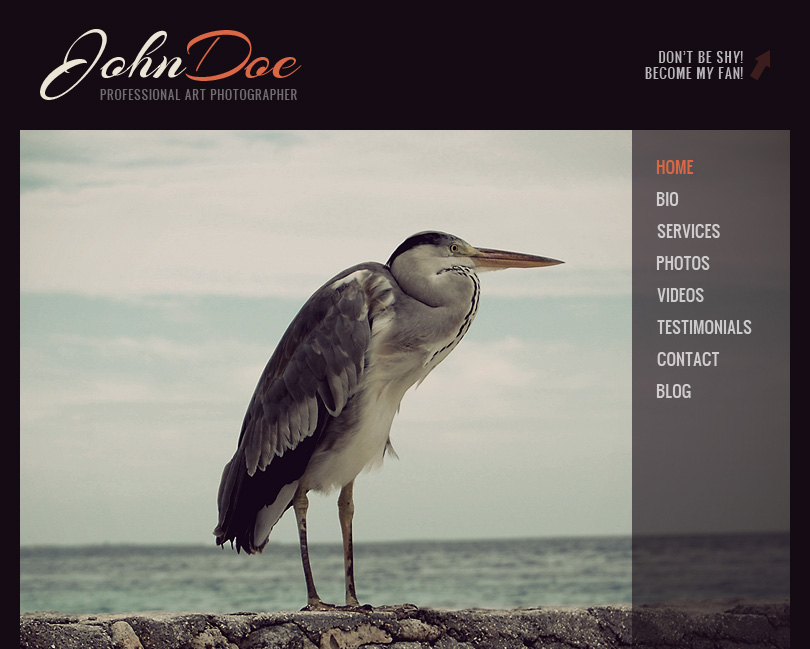 John Doe
PROFESSIONAL ART PHOTOGRAPHER
DON'T BE SHY!
BECOME MY FAN!
HOME
BIO
SERVICES
PHOTOS
VIDEOS
TESTIMONIALS
CONTACT
BLOG